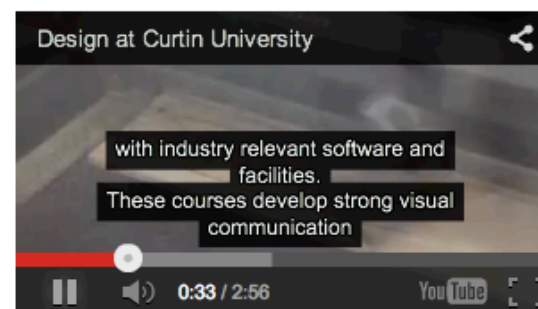 Design at Curtin University
with industry relevant software and
facilities.
These courses develop strong visual
communication
0:33 / 2:56
YouTube